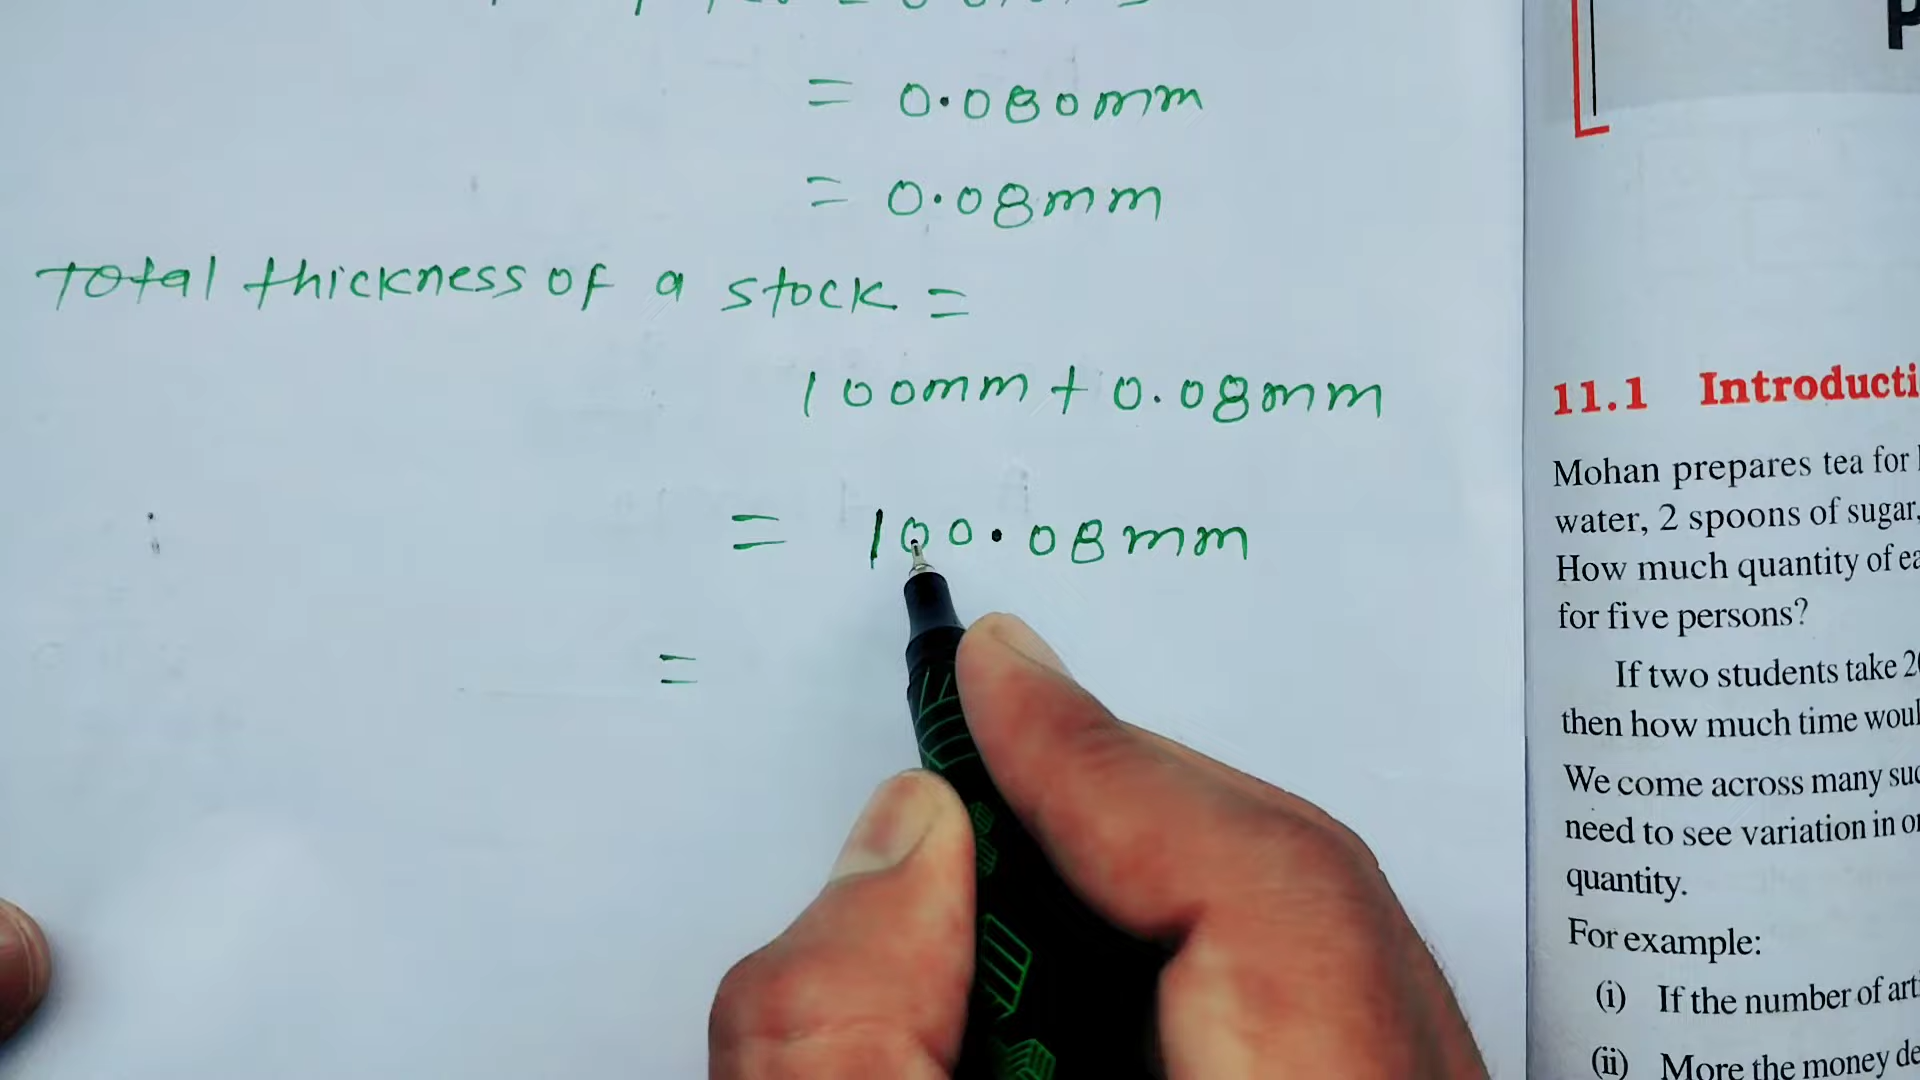 = 0.080mm
= 0.08mm
Total thickness of a stock =
100mm + 0.08mm
= 100.08mm
=
P
11.1 Introducti
Mohan prepares tea for
water, 2 spoons of sugar,
How much quantity of ea
for five persons?
If two students take 20
then how much time woul
We come across many suc
need to see variation in
quantity.
For example:
(i) If the number of art
(ii) More the money de